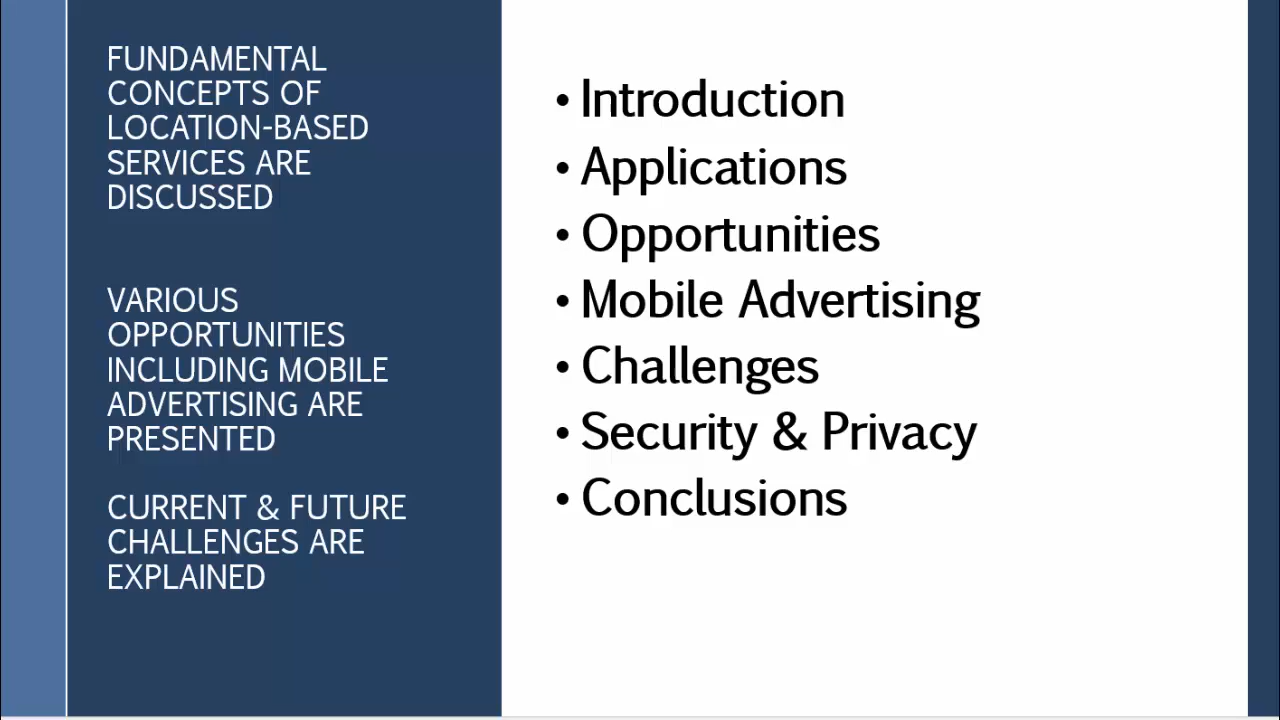 FUNDAMENTAL
CONCEPTS OF
LOCATION-BASED
SERVICES ARE
DISCUSSED
VARIOUS
OPPORTUNITIES
INCLUDING MOBILE
ADVERTISING ARE
PRESENTED
CURRENT & FUTURE
CHALLENGES ARE
EXPLAINED
• Introduction
• Applications
• Opportunities
• Mobile Advertising
• Challenges
• Security & Privacy
• Conclusions